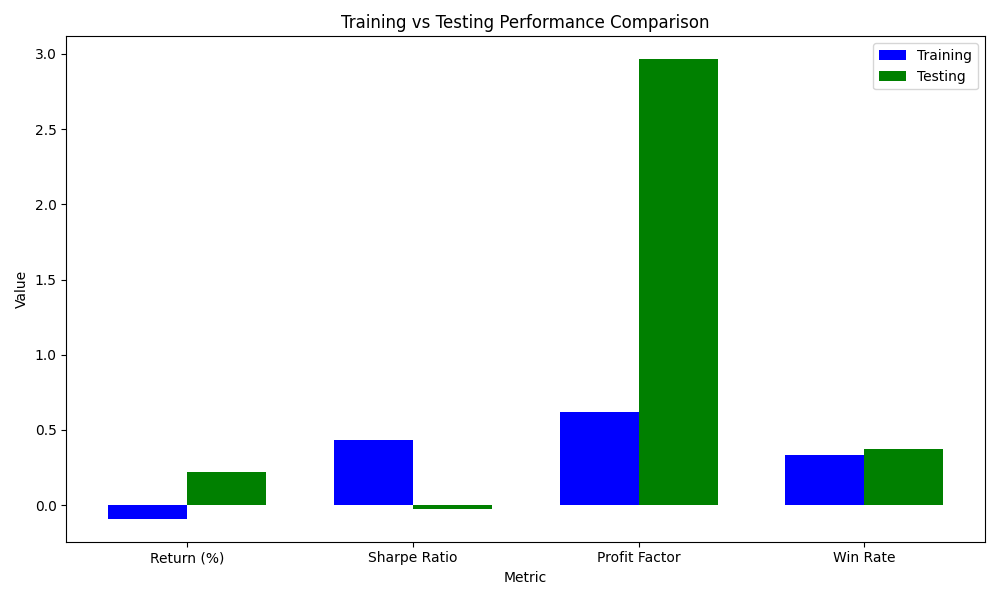 Training vs Testing Performance Comparison
Training
Testing
3.0
2.5
2.0
1.5
1.0
0.5
0.0
Value
Return (%)
Sharpe Ratio
Profit Factor
Win Rate
Metric